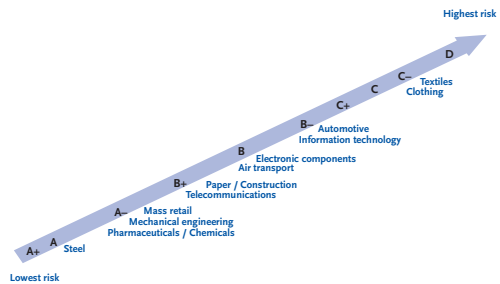 Highest risk
D
C–
Textiles
C
Clothing
C+
B–
Automotive
Information technology
B
Electronic components
Air transport
B+
Paper / Construction
Telecommunications
A–
Mass retail
Mechanical engineering
Pharmaceuticals / Chemicals
A
Steel
A+
Lowest risk